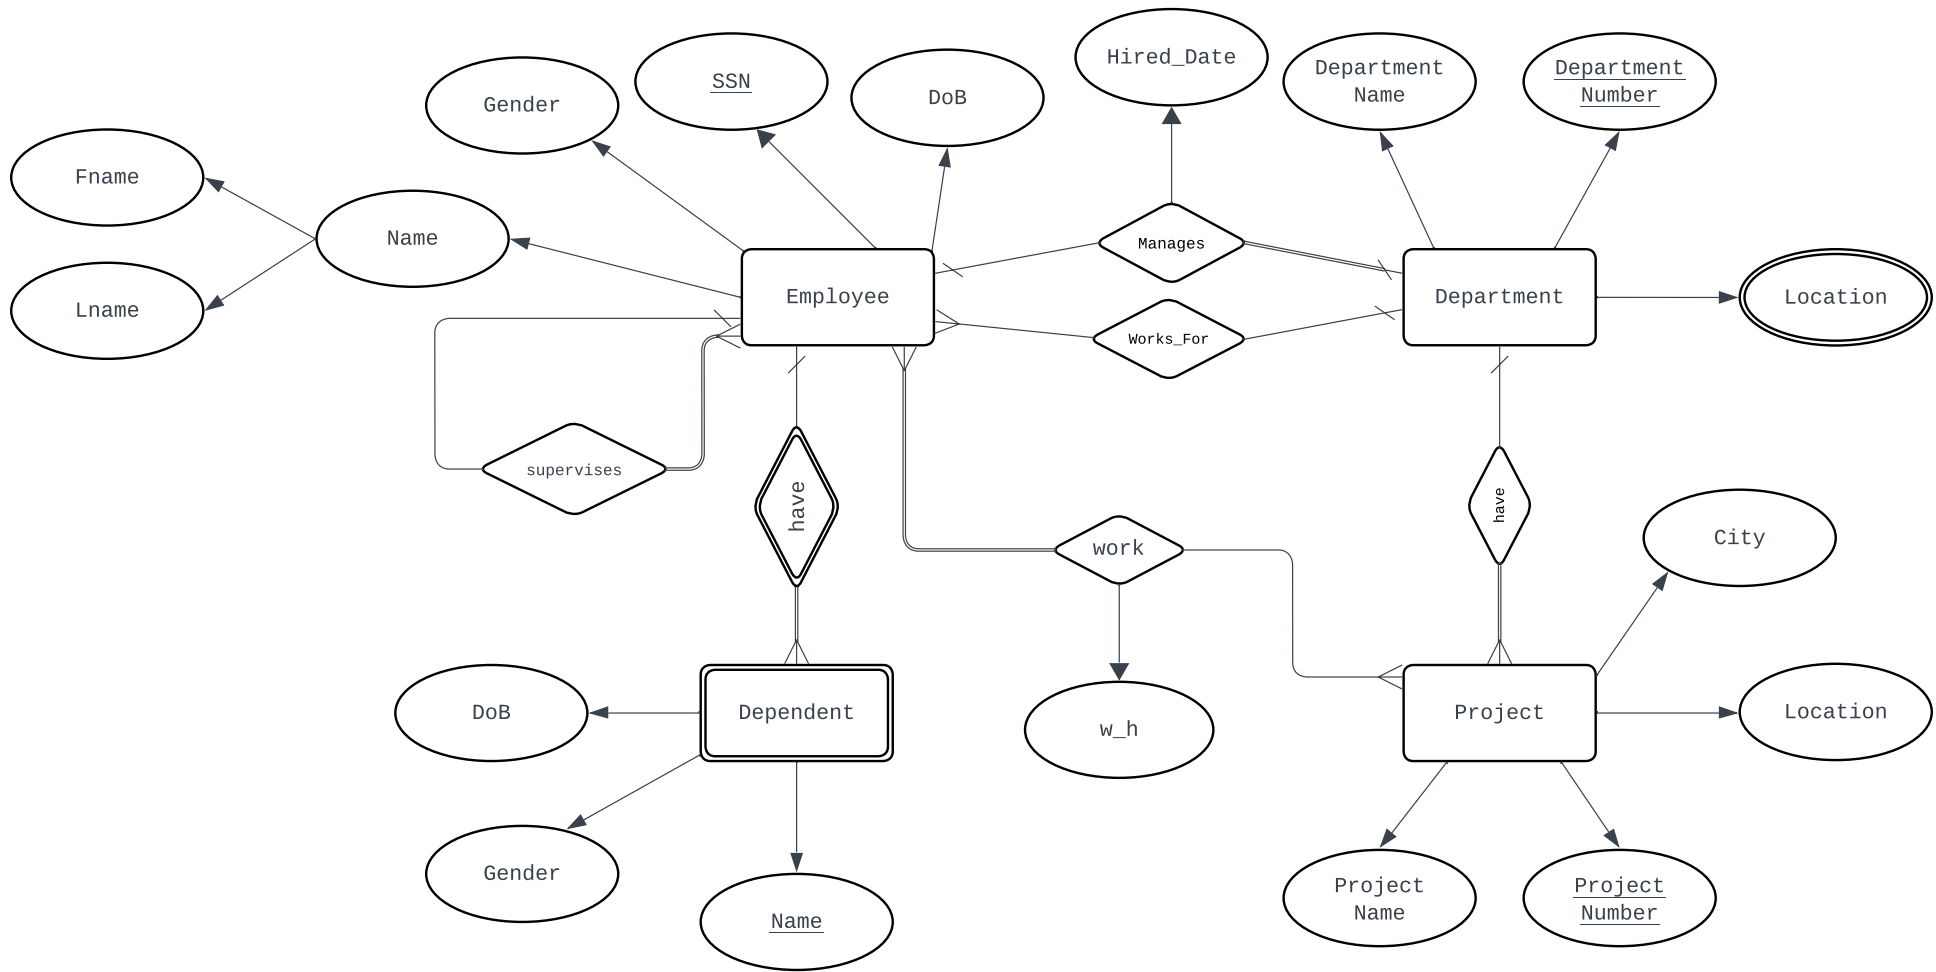 Hired_Date
Department
Name
Department
Number
SSN
DoB
Gender
Fname
Name
Lname
Manages
Employee
Department
Location
Works_For
supervises
have
have
work
City
DoB
Dependent
w_h
Project
Location
Gender
Name
Project
Name
Project
Number